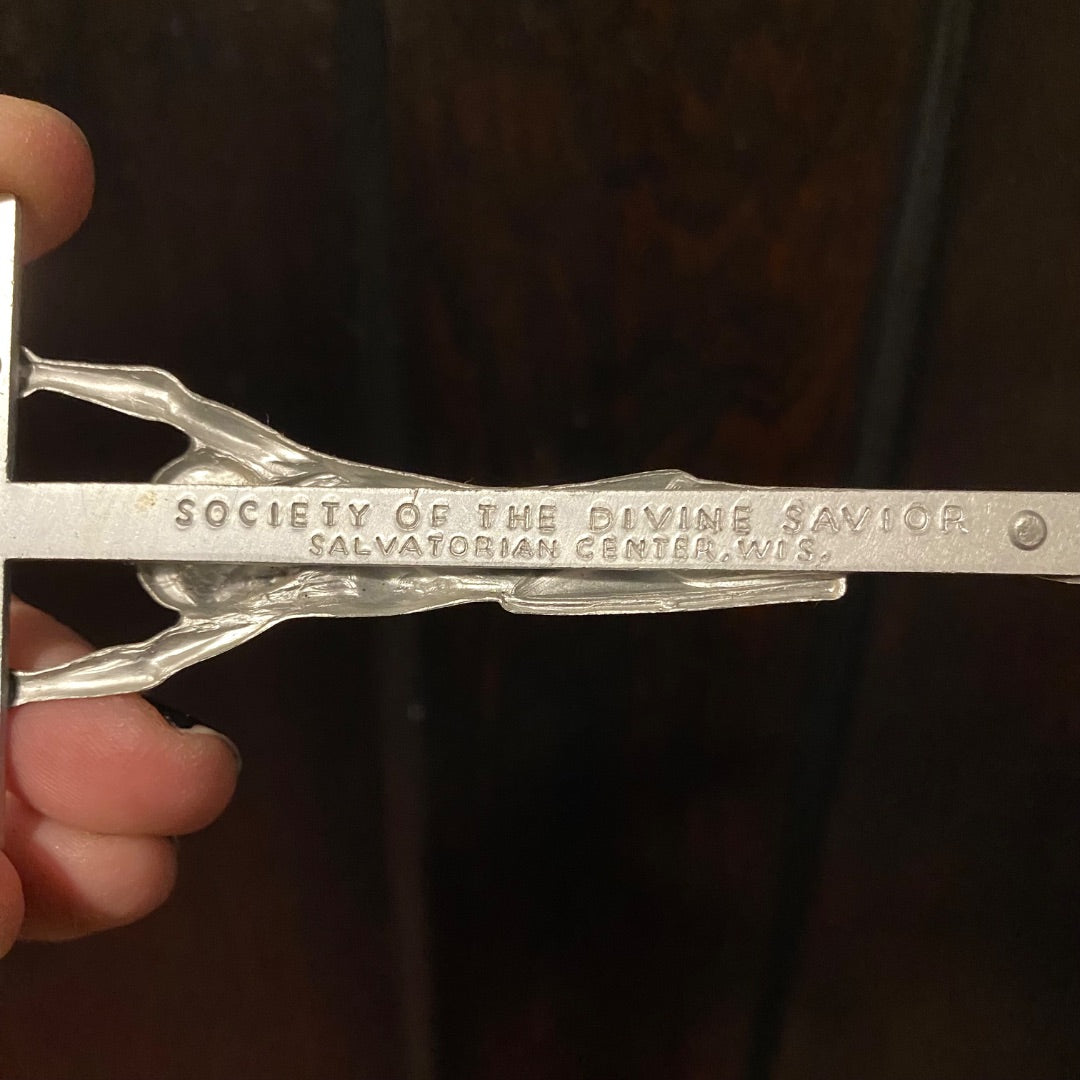 SOCIETY OF THE DIVINE SAVIOR
SALVATORIAN CENTER, WIS.